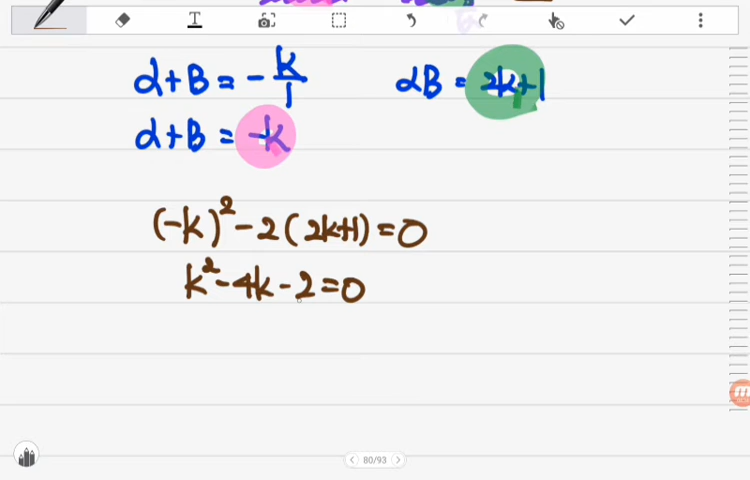 α+β = -k/1 αβ = 2k+1
α+β = -k
(-k)² - 2(2k+1) = 0
k² - 4k - 2 = 0
80/93